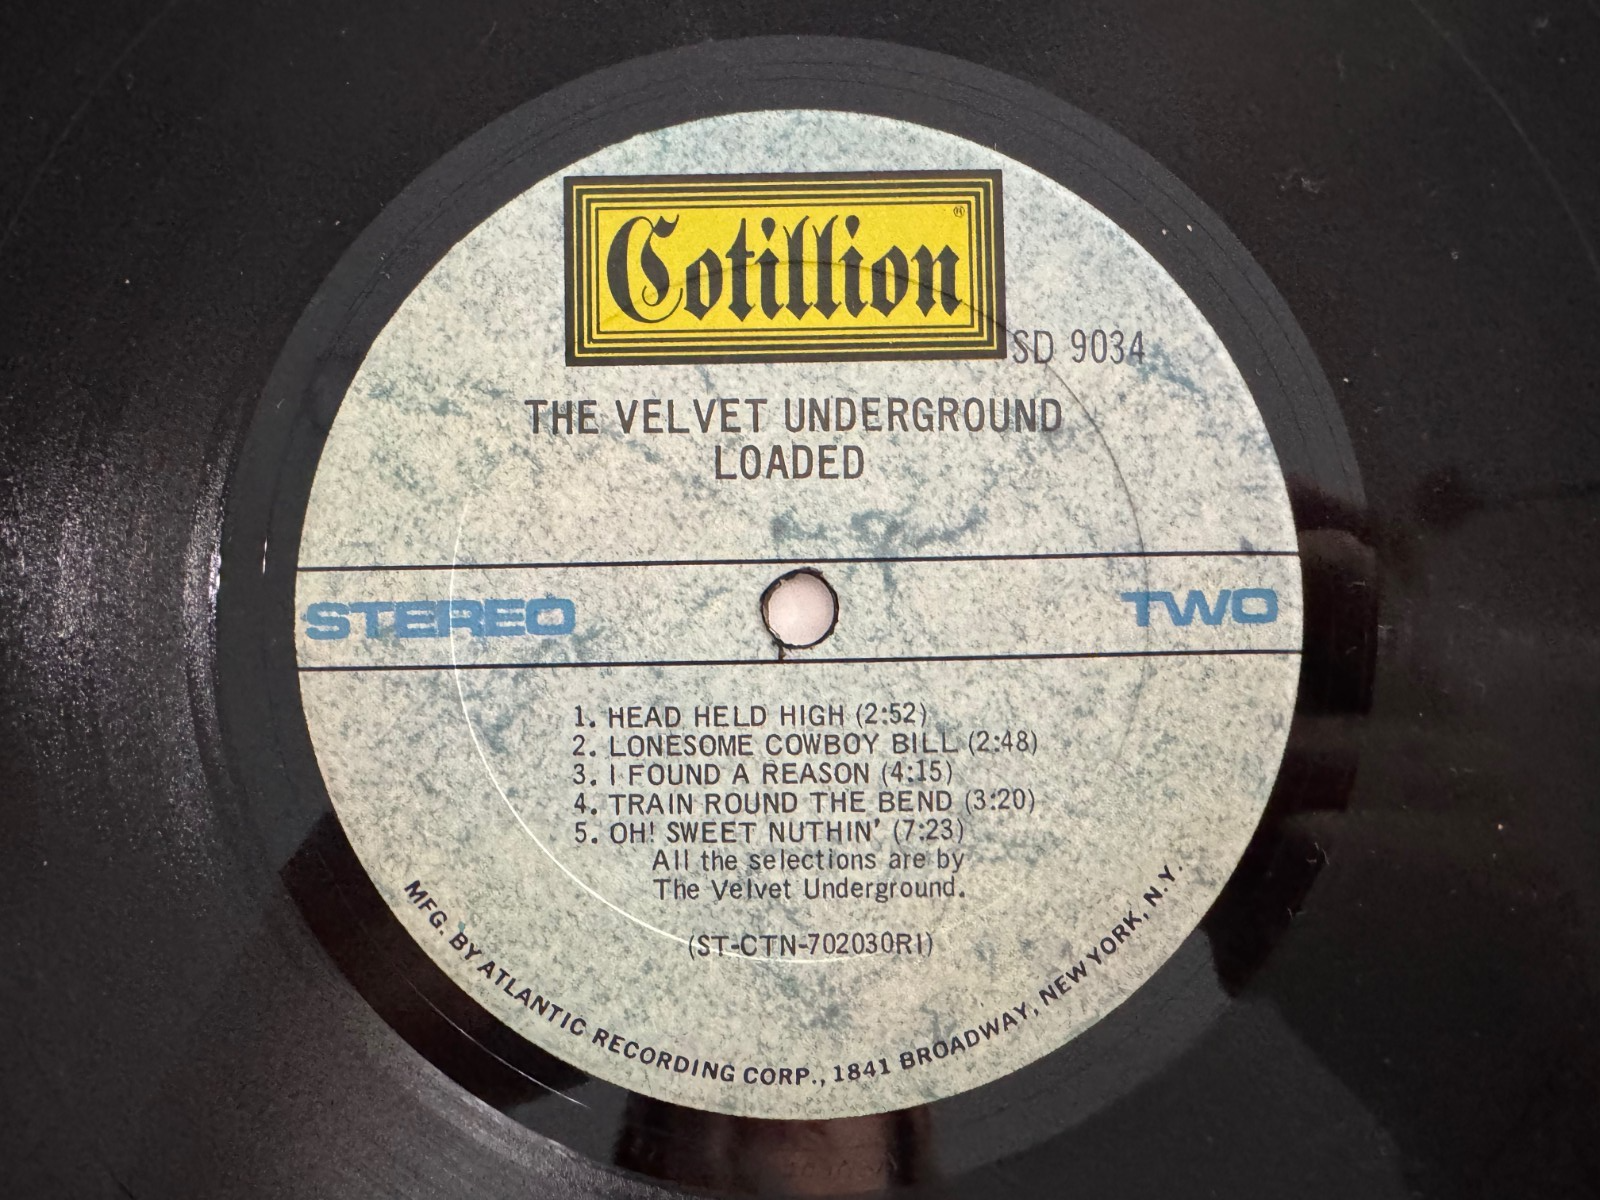 Cotillion®
SD 9034
THE VELVET UNDERGROUND
LOADED
STEREO
TWO
1. HEAD HELD HIGH (2:52)
2. LONESOME COWBOY BILL (2:48)
3. I FOUND A REASON (4:15)
4. TRAIN ROUND THE BEND (3:20)
5. OH! SWEET NUTHIN' (7:23)
All the selections are by
The Velvet Underground.
(ST-CTN-702030RI)
MFG. BY ATLANTIC RECORDING CORP., 1841 BROADWAY, NEW YORK, N.Y.